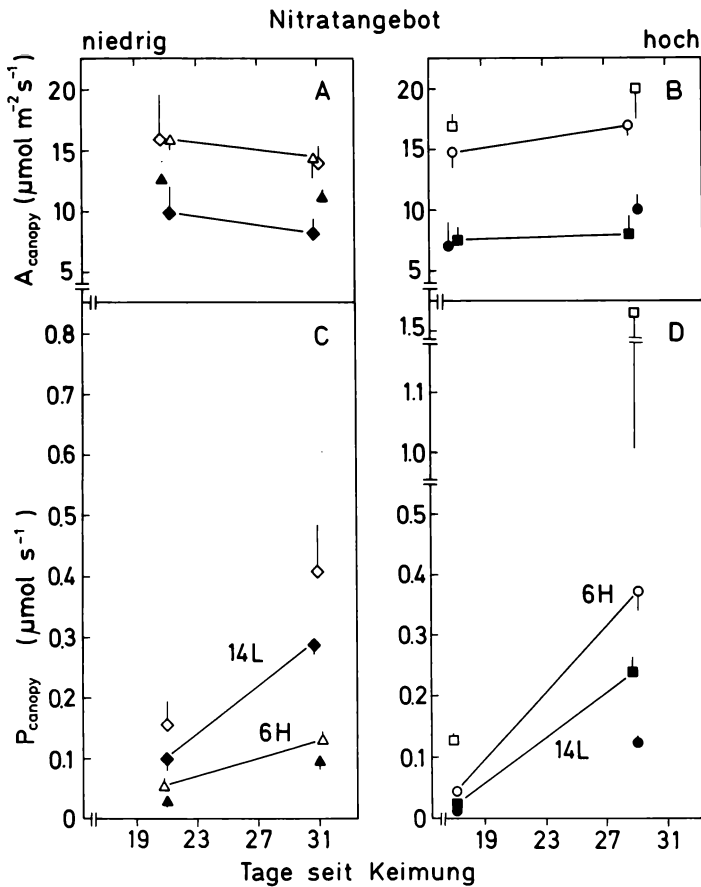 Nitratangebot
niedrig hoch
A B
20 20
15 15
10 10
5 5
A canopy (μmol m⁻² s⁻¹)
C D
0.8 1.5
0.7 1.1
0.6 1.0
0.5 0.5
0.4 0.4
0.3 0.3
0.2 0.2
0.1 0.1
0 0
P canopy (μmol s⁻¹)
14L 6H
6H 14L
19 23 27 31 19 23 27 31
Tage seit Keimung